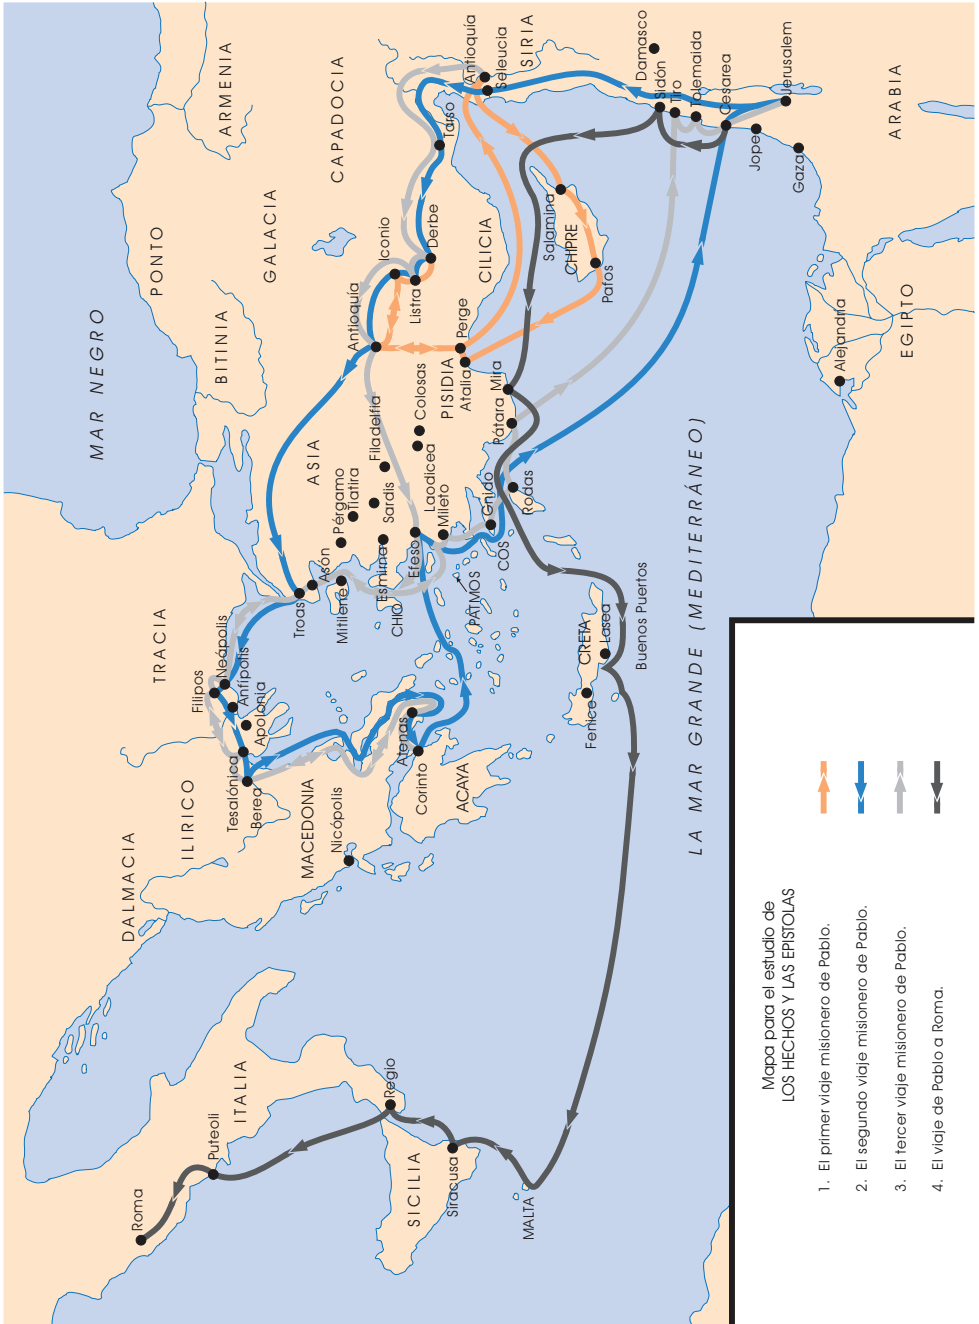 MAR NEGRO
PONTO
ARMENIA
BITINIA
GALACIA
CAPADOCIA
TRACIA
DALMACIA
ILIRICO
ITALIA
Roma
Puteoli
Regio
SICILIA
Siracusa
MALTA
MACEDONIA
Nicópolis
Filipos
Neápolis
Anfípolis
Apolonia
Tesalónica
Berea
Atenas
Corinto
ACAYA
Troas
Asón
Mitilene
Pérgamo
Tiatira
ASIA
Sardis
Filadelfia
Esmirna
CHIO
Efeso
Laodicea
Colosas
Mileto
PATMOS
Gnido
COS
Rodas
Pátara
Mira
Antioquía
PISIDIA
Atalia
Perge
Iconio
Listra
Derbe
Tarso
CILICIA
Antioquía
Seleucia
SIRIA
Salamina
CHIPRE
Pafos
CRETA
Lasea
Fenice
Buenos Puertos
Damasco
Sidón
Tiro
Tolemaida
Cesarea
Jerusalem
Jope
Gaza
ARABIA
Alejandria
EGIPTO
LA MAR GRANDE (MEDITERRÁNEO)
Mapa para el estudio de
LOS HECHOS Y LAS EPISTOLAS
1. El primer viaje misionero de Pablo.
2. El segundo viaje misionero de Pablo.
3. El tercer viaje misionero de Pablo.
4. El viaje de Pablo a Roma.